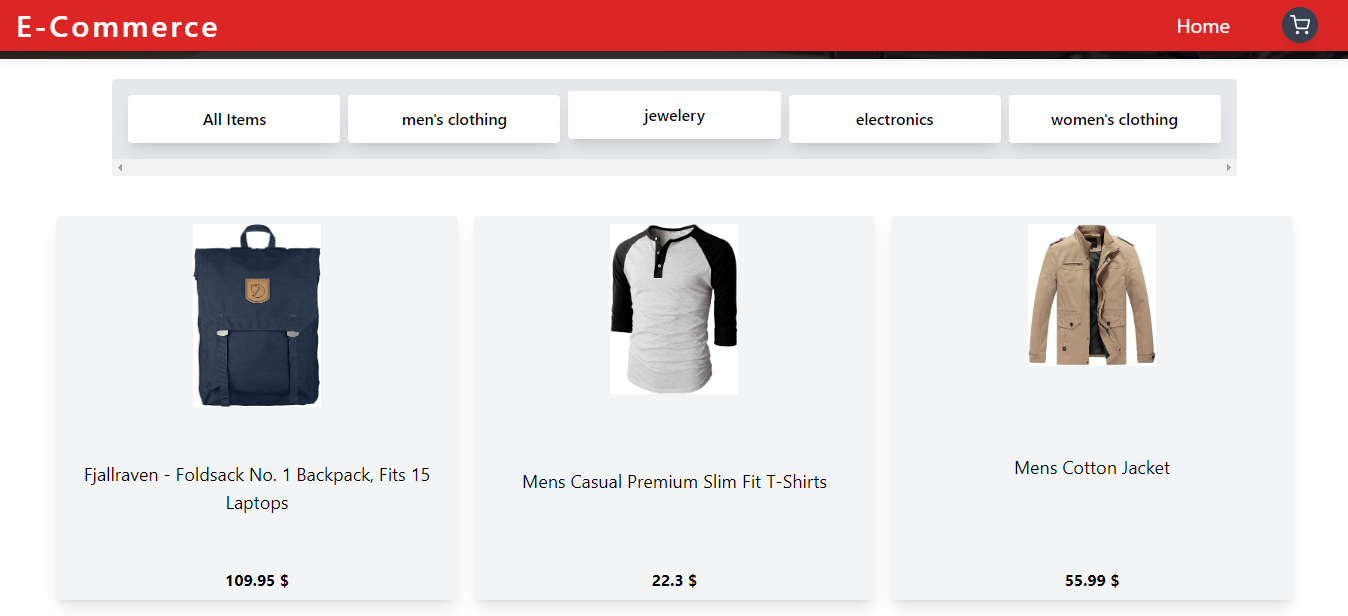 E-Commerce
Home
All Items
men's clothing
jewelery
electronics
women's clothing
Fjallraven - Foldsack No. 1 Backpack, Fits 15
Laptops
Mens Casual Premium Slim Fit T-Shirts
Mens Cotton Jacket
109.95 $
22.3 $
55.99 $